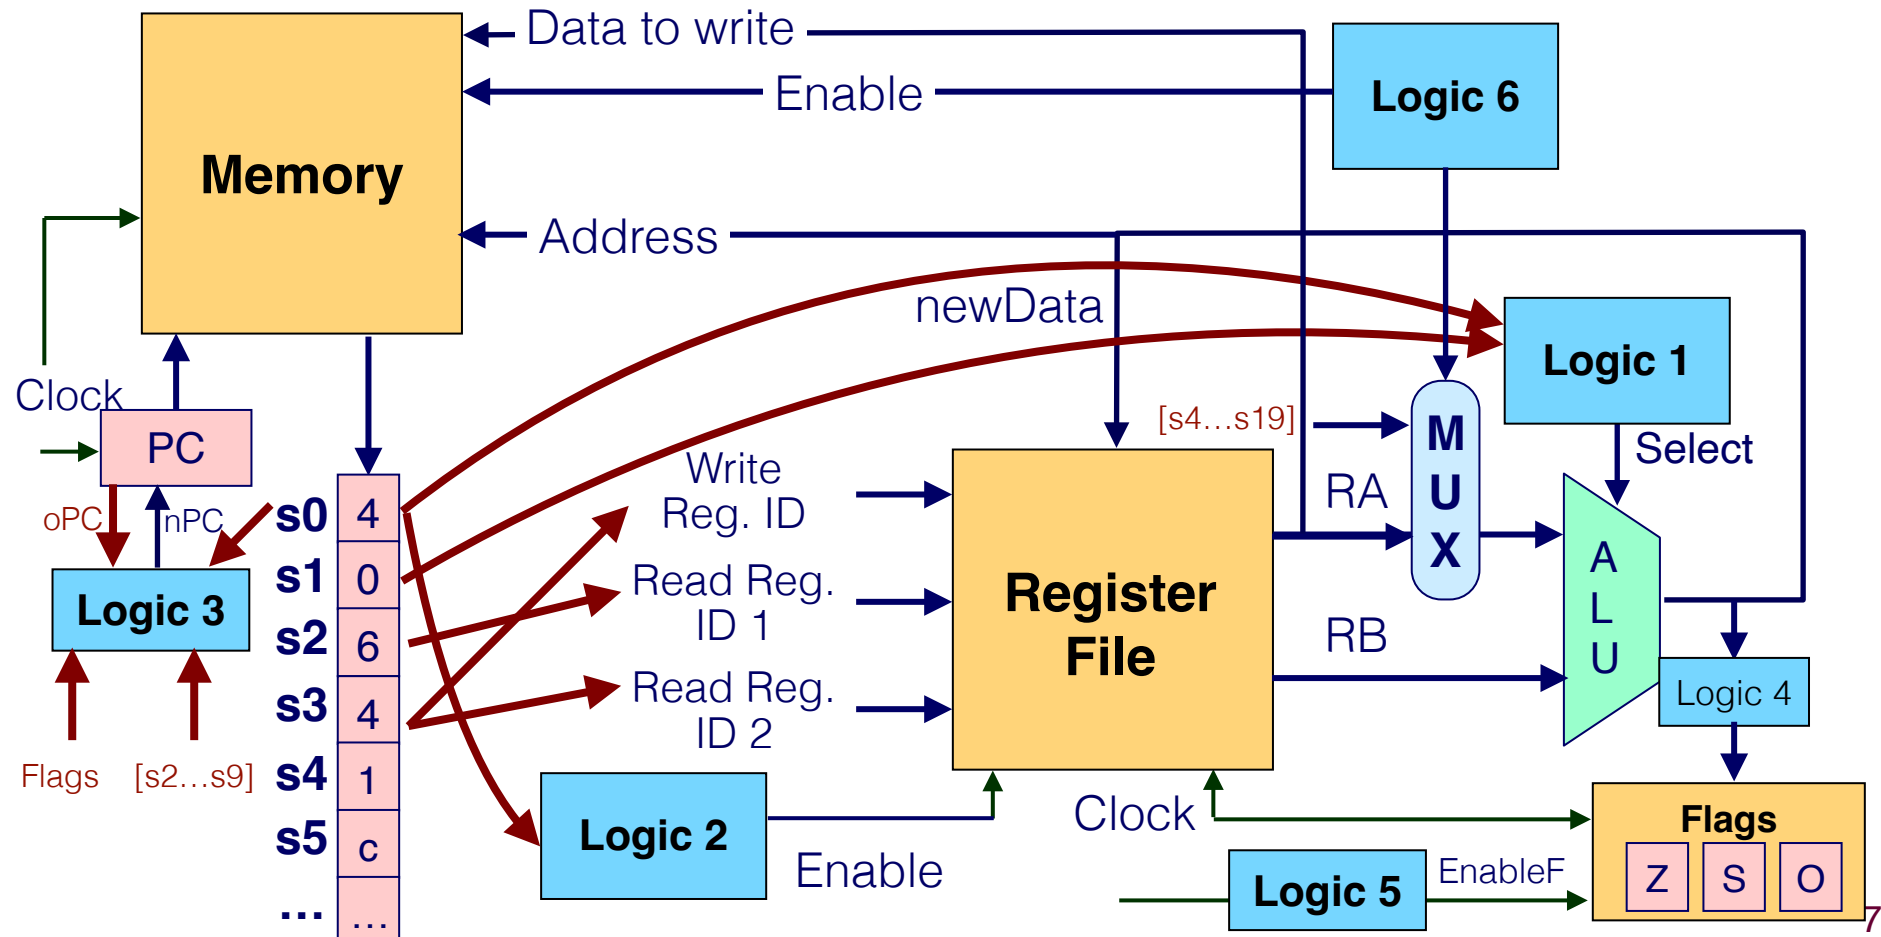 Data to write
Enable
Logic 6
Memory
Address
newData
Logic 1
Clock
[s4...s19]
M
U
X
Select
PC
oPC
nPC
Write
Reg. ID
RA
s0 4
s1 0
s2 6
s3 4
s4 1
s5 c
... ...
Logic 3
Flags
[s2...s9]
Read Reg.
ID 1
Read Reg.
ID 2
Register
File
RB
A
L
U
Logic 4
Logic 2
Enable
Clock
Flags
Z S O
Logic 5
EnableF
7